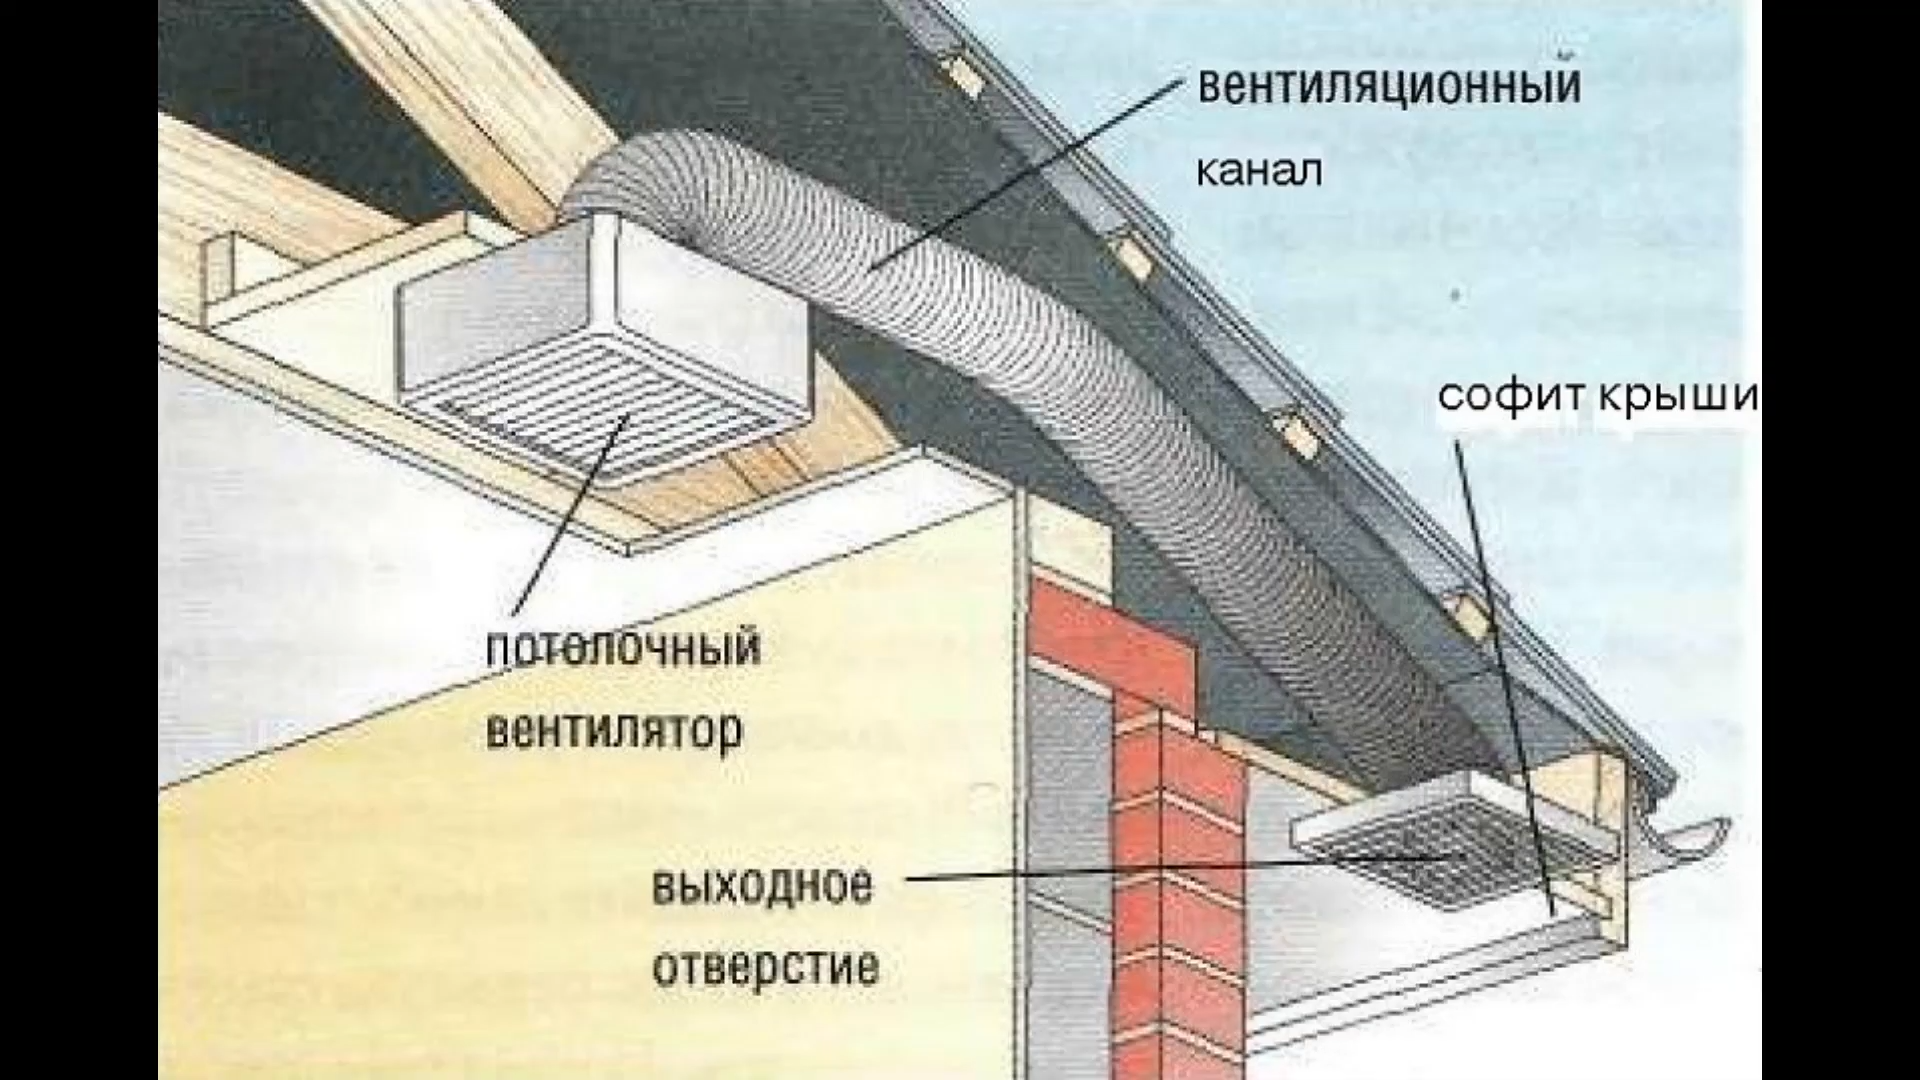 вентиляционный
канал
софит крыши
потолочный
вентилятор
выходное
отверстие